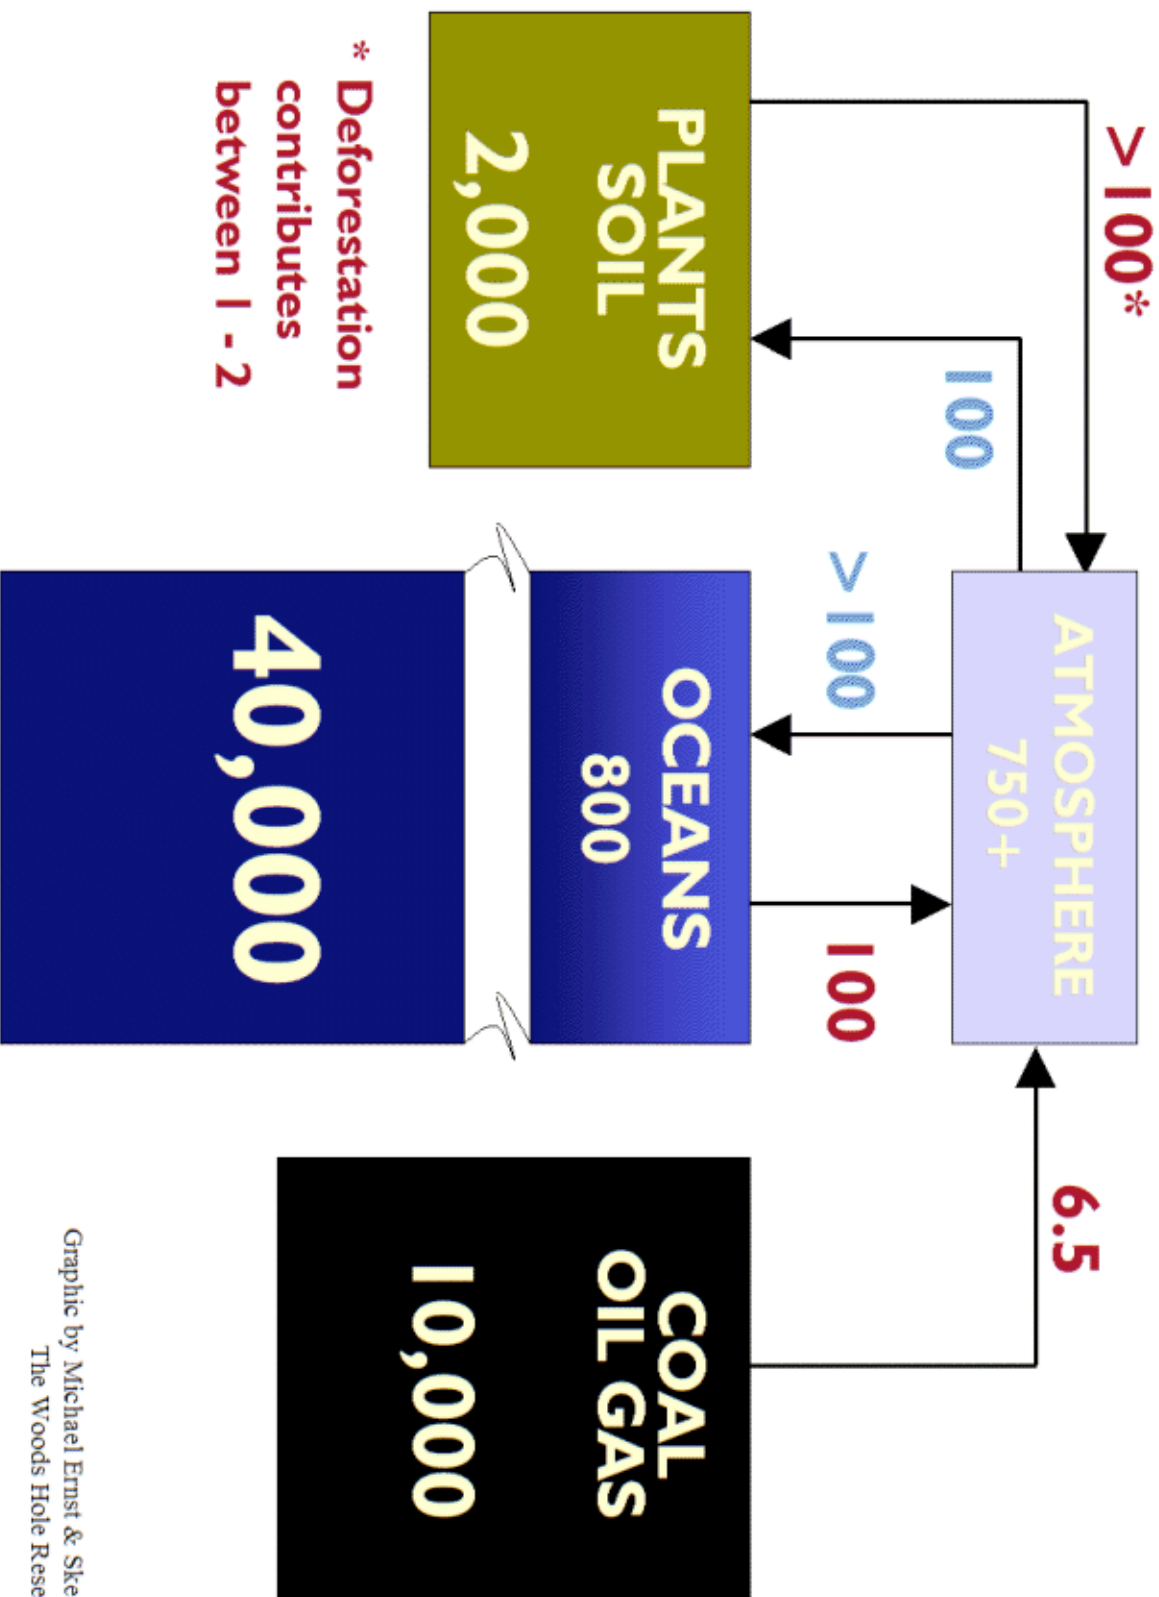 > 100*
ATMOSPHERE
750+
6.5
100
> 100
100
PLANTS
SOIL
2,000
OCEANS
800
COAL
OIL GAS
10,000
40,000
* Deforestation
contributes
between 1 - 2
Graphic by Michael Ernst & Ske
The Woods Hole Rese